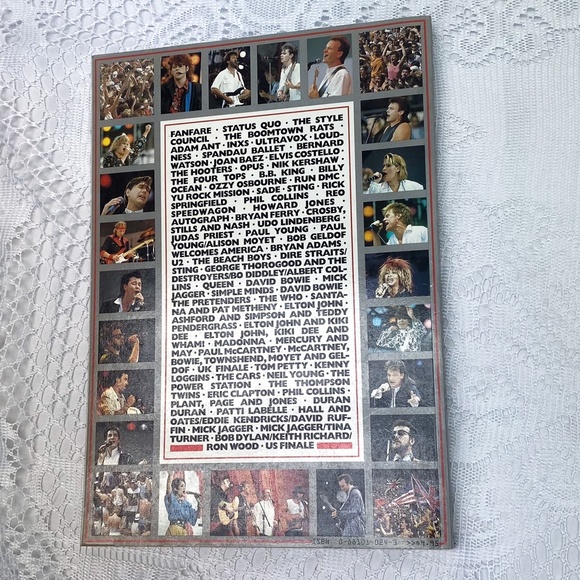 FANFARE · STATUS QUO · THE STYLE
COUNCIL · THE BOOMTOWN RATS ·
ADAM ANT · INXS · ULTRAVOX · LOUD-
NESS · SPANDAU BALLET · BERNARD
WATSON · JOAN BAEZ · ELVIS COSTELLO ·
THE HOOTERS · OPUS · NIK KERSHAW ·
THE FOUR TOPS · B.B. KING · BILLY
OCEAN · OZZY OSBOURNE · RUN DMC ·
YU ROCK MISSION · SADE · STING · RICK
SPRINGFIELD · PHIL COLLINS · REO
SPEEDWAGON · HOWARD JONES ·
AUTOGRAPH · BRYAN FERRY · CROSBY,
STILLS AND NASH · UDO LINDENBERG ·
JUDAS PRIEST · PAUL YOUNG · PAUL
YOUNG/ALISON MOYET · BOB GELDOF
WELCOMES AMERICA · BRYAN ADAMS ·
U2 · THE BEACH BOYS · DIRE STRAITS/
STING · GEORGE THOROGOOD AND THE
DESTROYERS/BO DIDDLEY/ALBERT COL-
LINS · QUEEN · DAVID BOWIE · MICK
JAGGER · SIMPLE MINDS · DAVID BOWIE ·
THE PRETENDERS · THE WHO · SANTA-
NA AND PAT METHENY · ELTON JOHN ·
ASHFORD AND SIMPSON AND TEDDY
PENDERGRASS · ELTON JOHN AND KIKI
DEE · ELTON JOHN, KIKI DEE AND
WHAM! · MADONNA · MERCURY AND
MAY · PAUL McCARTNEY · McCARTNEY,
BOWIE, TOWNSHEND, MOYET AND GEL-
DOF · UK FINALE · TOM PETTY · KENNY
LOGGINS · THE CARS · NEIL YOUNG · THE
POWER STATION · THE THOMPSON
TWINS · ERIC CLAPTON · PHIL COLLINS ·
PLANT, PAGE AND JONES · DURAN
DURAN · PATTI LABELLE · HALL AND
OATES/EDDIE KENDRICKS/DAVID RUF-
FIN · MICK JAGGER · MICK JAGGER/TINA
TURNER · BOB DYLAN/KEITH RICHARD/
RON WOOD · US FINALE
ISBN 0-88101-024-3 >>$9.95